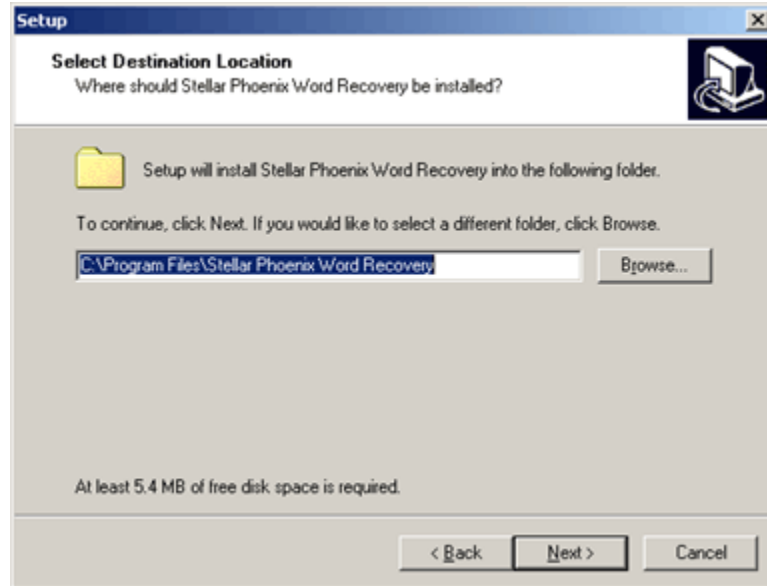 Setup
Select Destination Location
Where should Stellar Phoenix Word Recovery be installed?
Setup will install Stellar Phoenix Word Recovery into the following folder.
To continue, click Next. If you would like to select a different folder, click Browse.
C:\Program Files\Stellar Phoenix Word Recovery
Browse...
At least 5.4 MB of free disk space is required.
< Back
Next >
Cancel